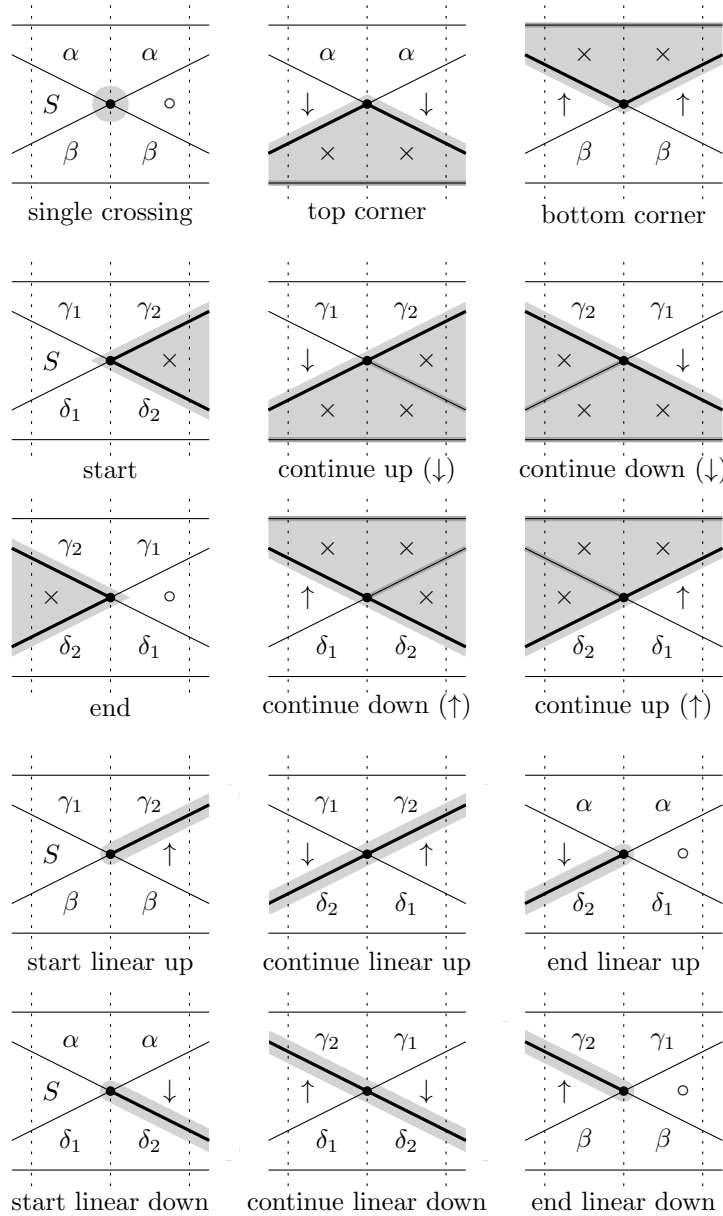 α α α
α × ×
S ∘ ↓ ↓ ↑ ↑
β β × × β β
single crossing top corner bottom corner
γ₁ γ₂ γ₁ γ₂ γ₂ γ₁
S × ↓ × × ↓
δ₁ δ₂ × × × ×
start continue up (↓) continue down (↓)
γ₂ γ₁ × × × ×
× ∘ ↑ × × ↑
δ₂ δ₁ δ₁ δ₂ δ₂ δ₁
end continue down (↑) continue up (↑)
γ₁ γ₂ γ₁ γ₂ α α
S ↑ ↓ ↑ ↓ ∘
β β δ₂ δ₁ δ₂ δ₁
start linear up continue linear up end linear up
α α γ₂ γ₁ γ₂ γ₁
S ↓ ↑ ↓ ↑ ∘
δ₁ δ₂ δ₁ δ₂ β β
start linear down continue linear down end linear down